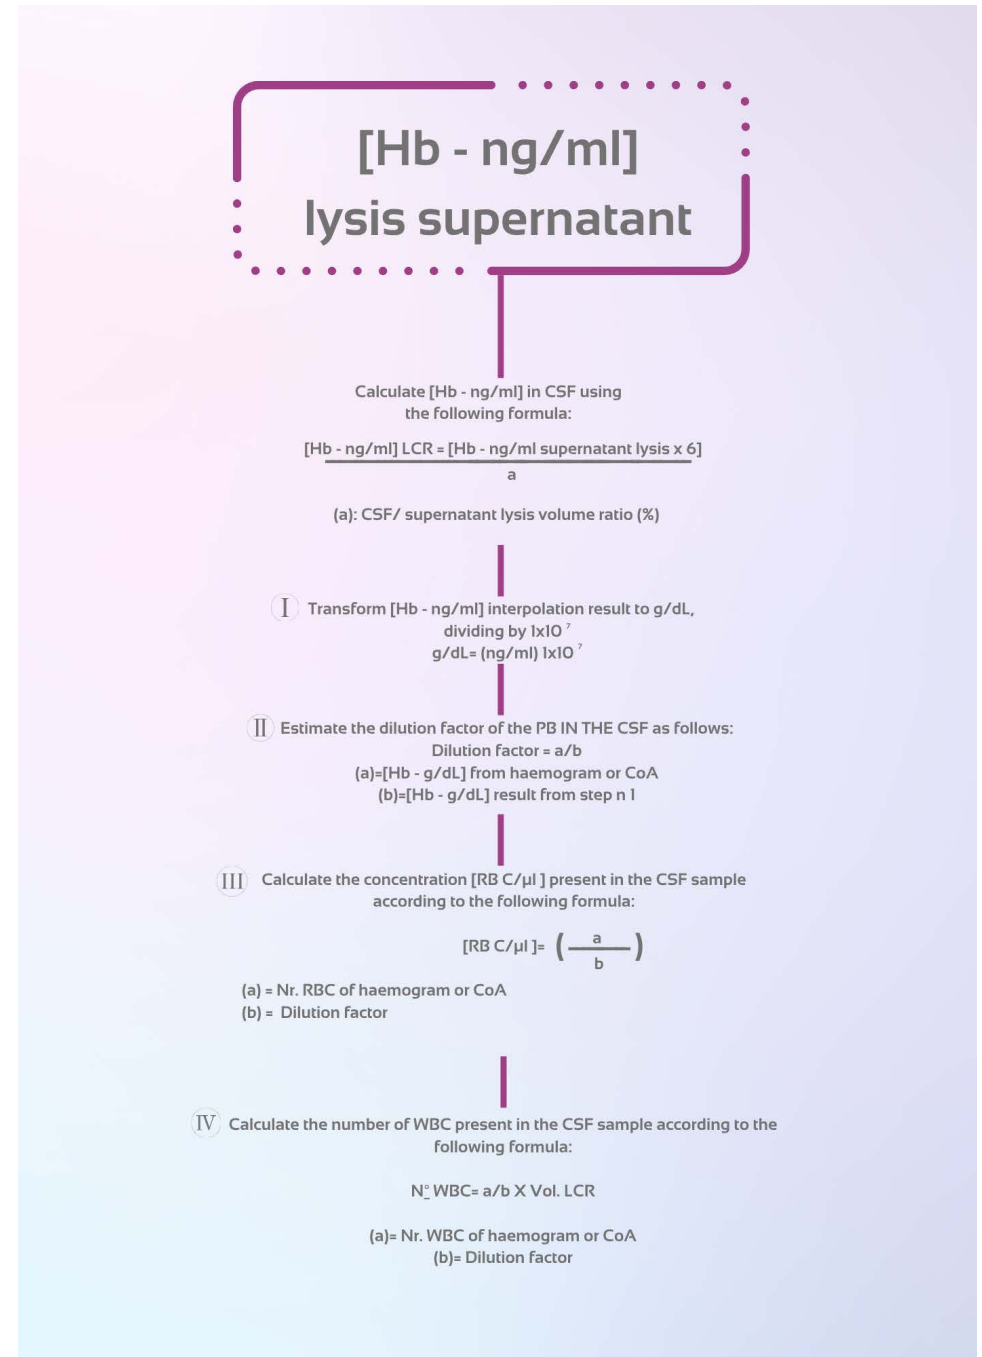 [Hb - ng/ml]
lysis supernatant
Calculate [Hb - ng/ml] in CSF using
the following formula:
[Hb - ng/ml] LCR = [Hb - ng/ml supernatant lysis x 6]
a
(a): CSF/ supernatant lysis volume ratio (%)
I Transform [Hb - ng/ml] interpolation result to g/dL,
dividing by 1x10 ⁷
g/dL= (ng/ml) 1x10 ⁷
II Estimate the dilution factor of the PB IN THE CSF as follows:
Dilution factor = a/b
(a)=[Hb - g/dL] from haemogram or CoA
(b)=[Hb - g/dL] result from step n 1
III Calculate the concentration [RB C/µl ] present in the CSF sample
according to the following formula:
[RB C/µl ]= ( a
b )
(a) = Nr. RBC of haemogram or CoA
(b) = Dilution factor
IV Calculate the number of WBC present in the CSF sample according to the
following formula:
Nº WBC= a/b X Vol. LCR
(a)= Nr. WBC of haemogram or CoA
(b)= Dilution factor